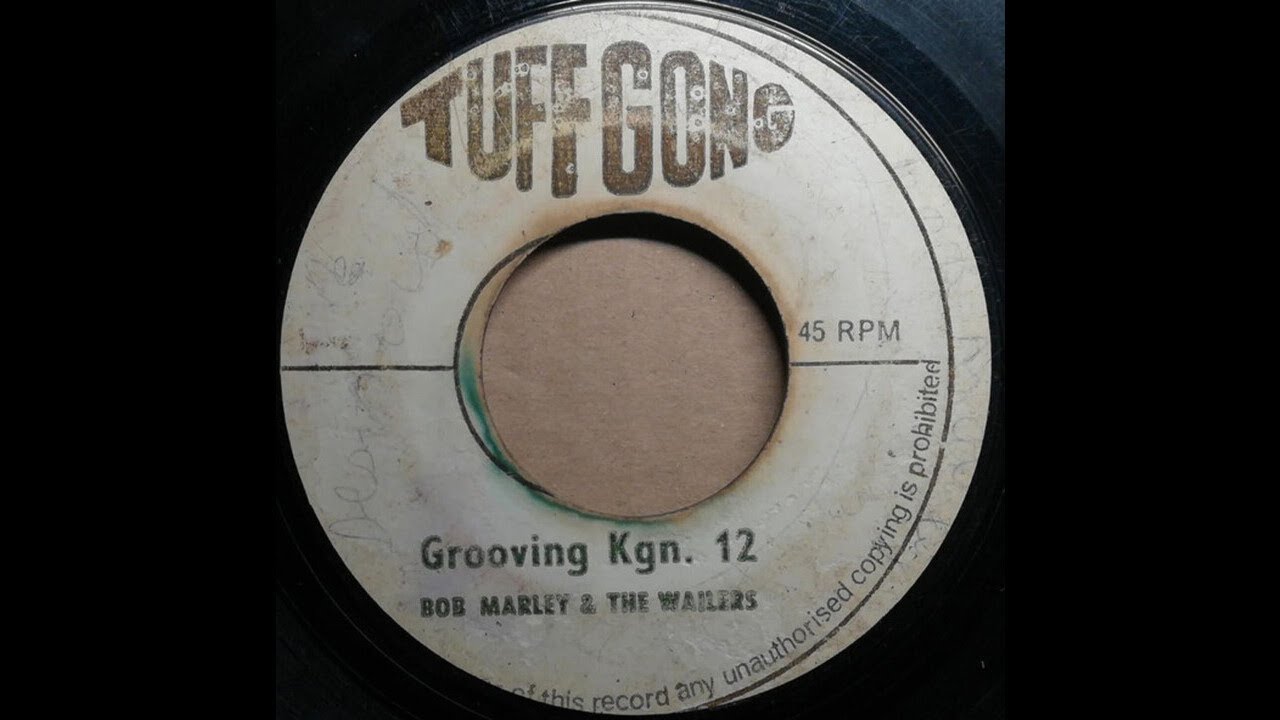 TUFF GONG
45 RPM
Grooving Kgn. 12
BOB MARLEY & THE WAILERS
of this record any unauthorised copying is prohibited